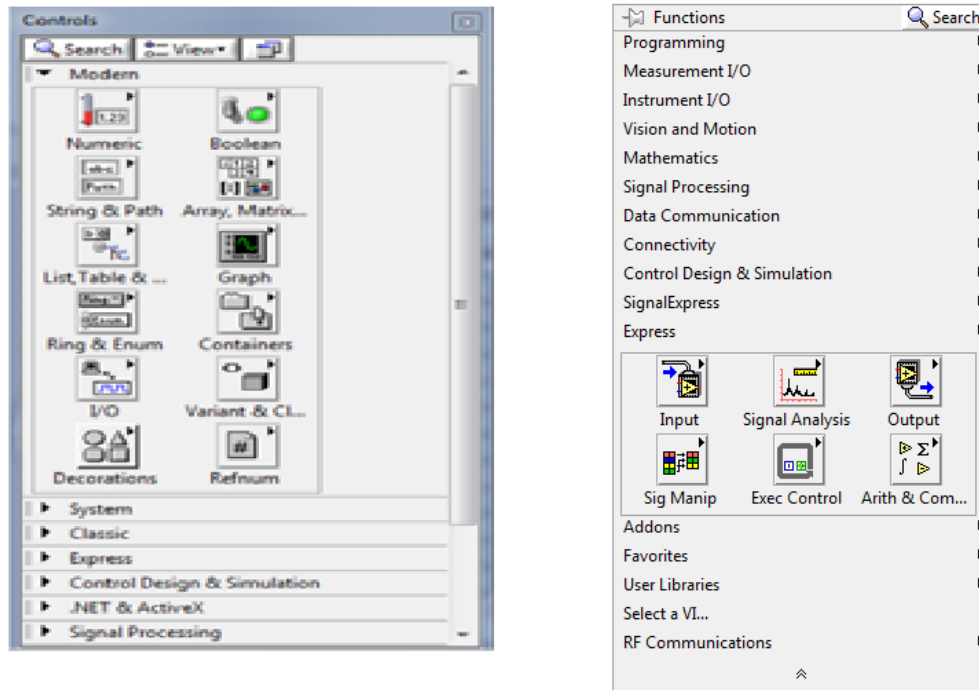 Controls
Search View
Modern
Numeric Boolean
String & Path Array, Matrix...
List, Table & ... Graph
Ring & Enum Containers
I/O Variant & Cl...
Decorations Refnum
System
Classic
Express
Control Design & Simulation
.NET & ActiveX
Signal Processing
Functions Search
Programming
Measurement I/O
Instrument I/O
Vision and Motion
Mathematics
Signal Processing
Data Communication
Connectivity
Control Design & Simulation
SignalExpress
Express
Input Signal Analysis Output
Sig Manip Exec Control Arith & Com...
Addons
Favorites
User Libraries
Select a VI...
RF Communications